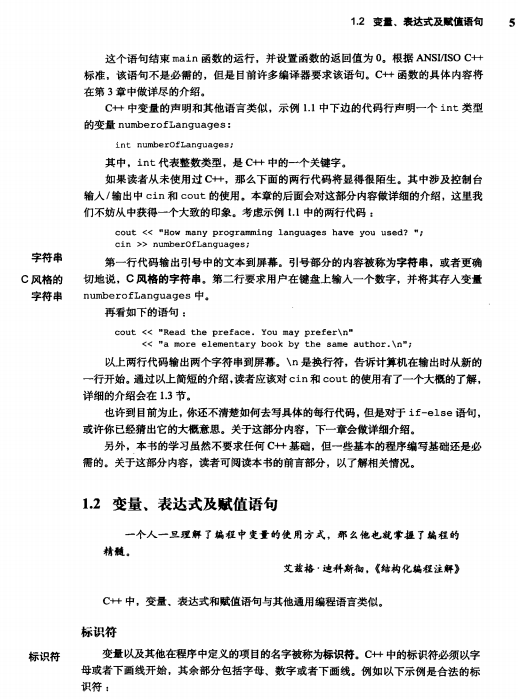 1.2 变量、表达式及赋值语句 5
这个语句结束 main 函数的运行，并设置函数的返回值为 0。根据 ANSI/ISO C++
标准，该语句不是必需的，但是目前许多编译器要求该语句。C++ 函数的具体内容将
在第 3 章中做详尽的介绍。
C++ 中变量的声明和其他语言类似，示例 1.1 中下边的代码行声明一个 int 类型
的变量 numberofLanguages:
int numberOfLanguages;
其中，int 代表整数类型，是 C++ 中的一个关键字。
如果读者从未使用过 C++，那么下面的两行代码将显得很陌生。其中涉及控制台
输入/输出中 cin 和 cout 的使用。本章的后面会对这部分内容做详细的介绍，这里我
们不妨从中获得一个大致的印象。考虑示例 1.1 中的两行代码：
cout << "How many programming languages have you used? ";
cin >> numberOfLanguages;
字符串 第一行代码输出引号中的文本到屏幕。引号部分的内容被称为字符串，或者更确
C 风格的 切地说，C 风格的字符串。第二行要求用户在键盘上输入一个数字，并将其存入变量
字符串 numberofLanguages 中。
再看如下的语句：
cout << "Read the preface. You may prefer\n"
<< "a more elementary book by the same author.\n";
以上两行代码输出两个字符串到屏幕。\n 是换行符，告诉计算机在输出时从新的
一行开始。通过以上简短的介绍,读者应该对 cin 和 cout 的使用有了一个大概的了解，
详细的介绍会在 1.3 节。
也许到目前为止，你还不清楚如何去写具体的每行代码，但是对于 if-else 语句，
或许你已经猜出它的大概意思。关于这部分内容，下一章会做详细介绍。
另外，本书的学习虽然不要求任何 C++ 基础，但一些基本的程序编写基础还是必
需的。关于这部分内容，读者可阅读本书的前言部分，以了解相关情况。
1.2 变量、表达式及赋值语句
一个人一旦理解了编程中变量的使用方式，那么他也就掌握了编程的
精髓。
艾兹格·迪科斯彻，《结构化编程注解》
C++ 中，变量、表达式和赋值语句与其他通用编程语言类似。
标识符
标识符 变量以及其他在程序中定义的项目的名字被称为标识符。C++ 中的标识符必须以字
母或者下画线开始，其余部分包括字母、数字或者下画线。例如以下示例是合法的标
识符：